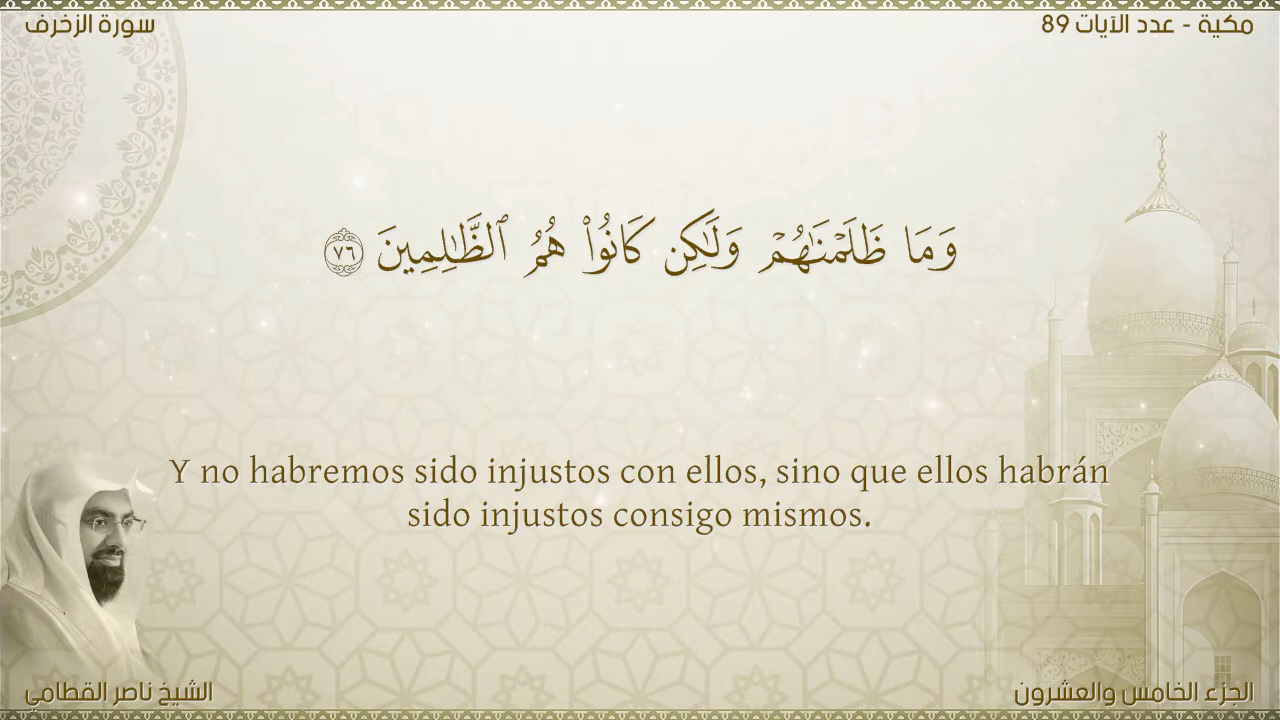 سورة الزخرف
مكية - عدد الآيات 89
وَمَا ظَلَمْنَٰهُمْ وَلَٰكِن كَانُوا۟ هُمُ ٱلظَّٰلِمِينَ ٧٦
Y no habremos sido injustos con ellos, sino que ellos habrán
sido injustos consigo mismos.
الشيخ ناصر القطامي
الجزء الخامس والعشرون